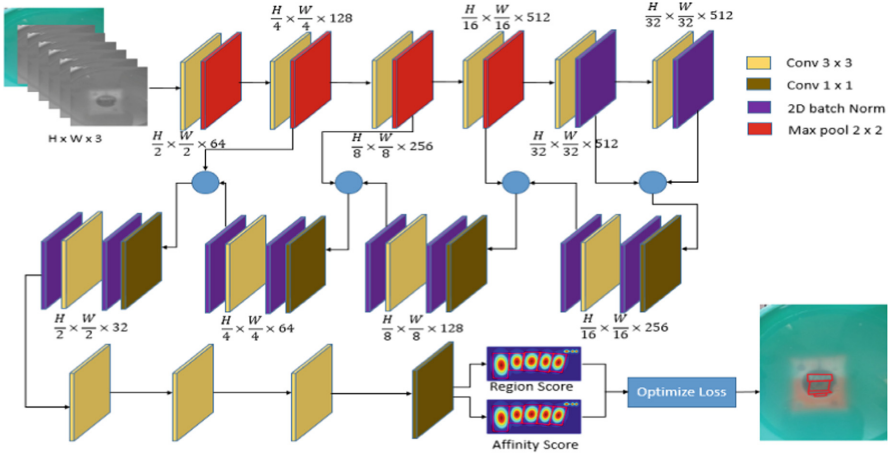 H/4 × W/4 ×128
H/16 × W/16 ×512
H/32 × W/32 ×512
Conv 3 x 3
Conv 1 x 1
2D batch Norm
Max pool 2 x 2
H x W x 3
H/2 × W/2 ×64
H/8 × W/8 ×256
H/32 × W/32 ×512
H/2 × W/2 ×32
H/4 × W/4 ×64
H/8 × W/8 ×128
H/16 × W/16 ×256
Region Score
Optimize Loss
Affinity Score